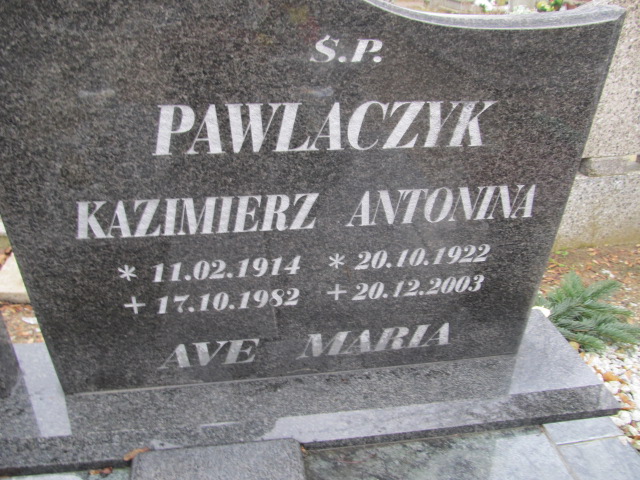 Ś.P.
PAWLACZYK
KAZIMIERZ ANTONINA
* 11.02.1914 * 20.10.1922
+ 17.10.1982 + 20.12.2003
AVE MARIA